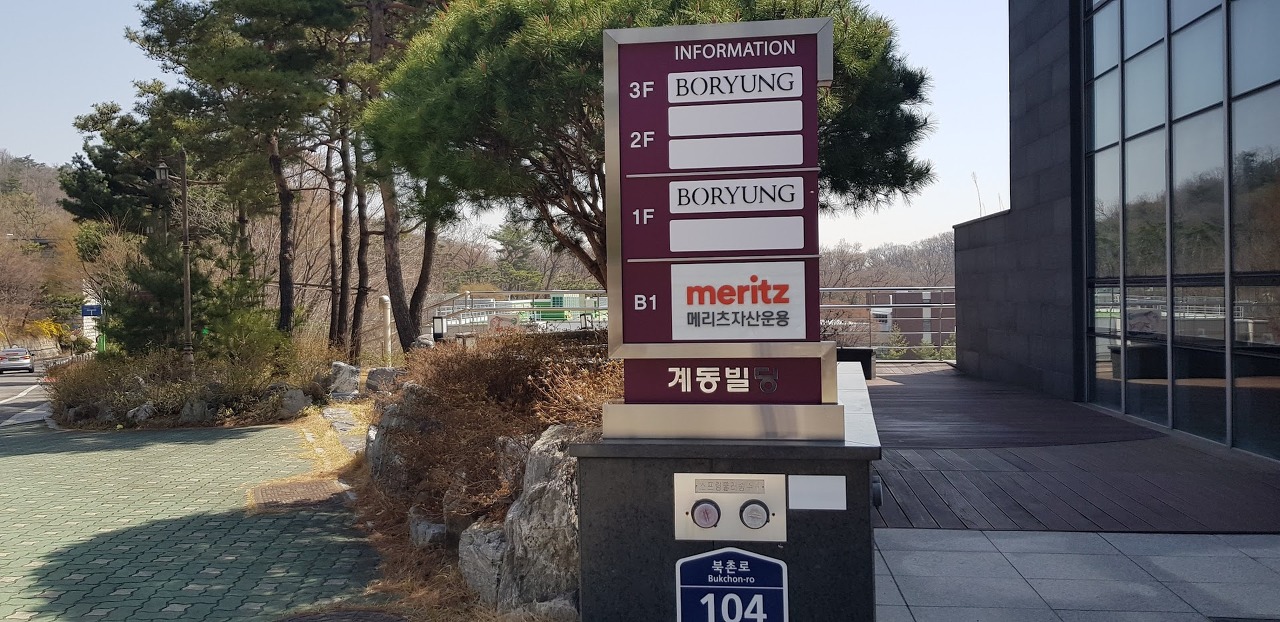 INFORMATION
3F BORYUNG
2F
1F BORYUNG
B1 meritz
메리츠자산운용
계동빌딩
북촌로
Bukchon-ro
104